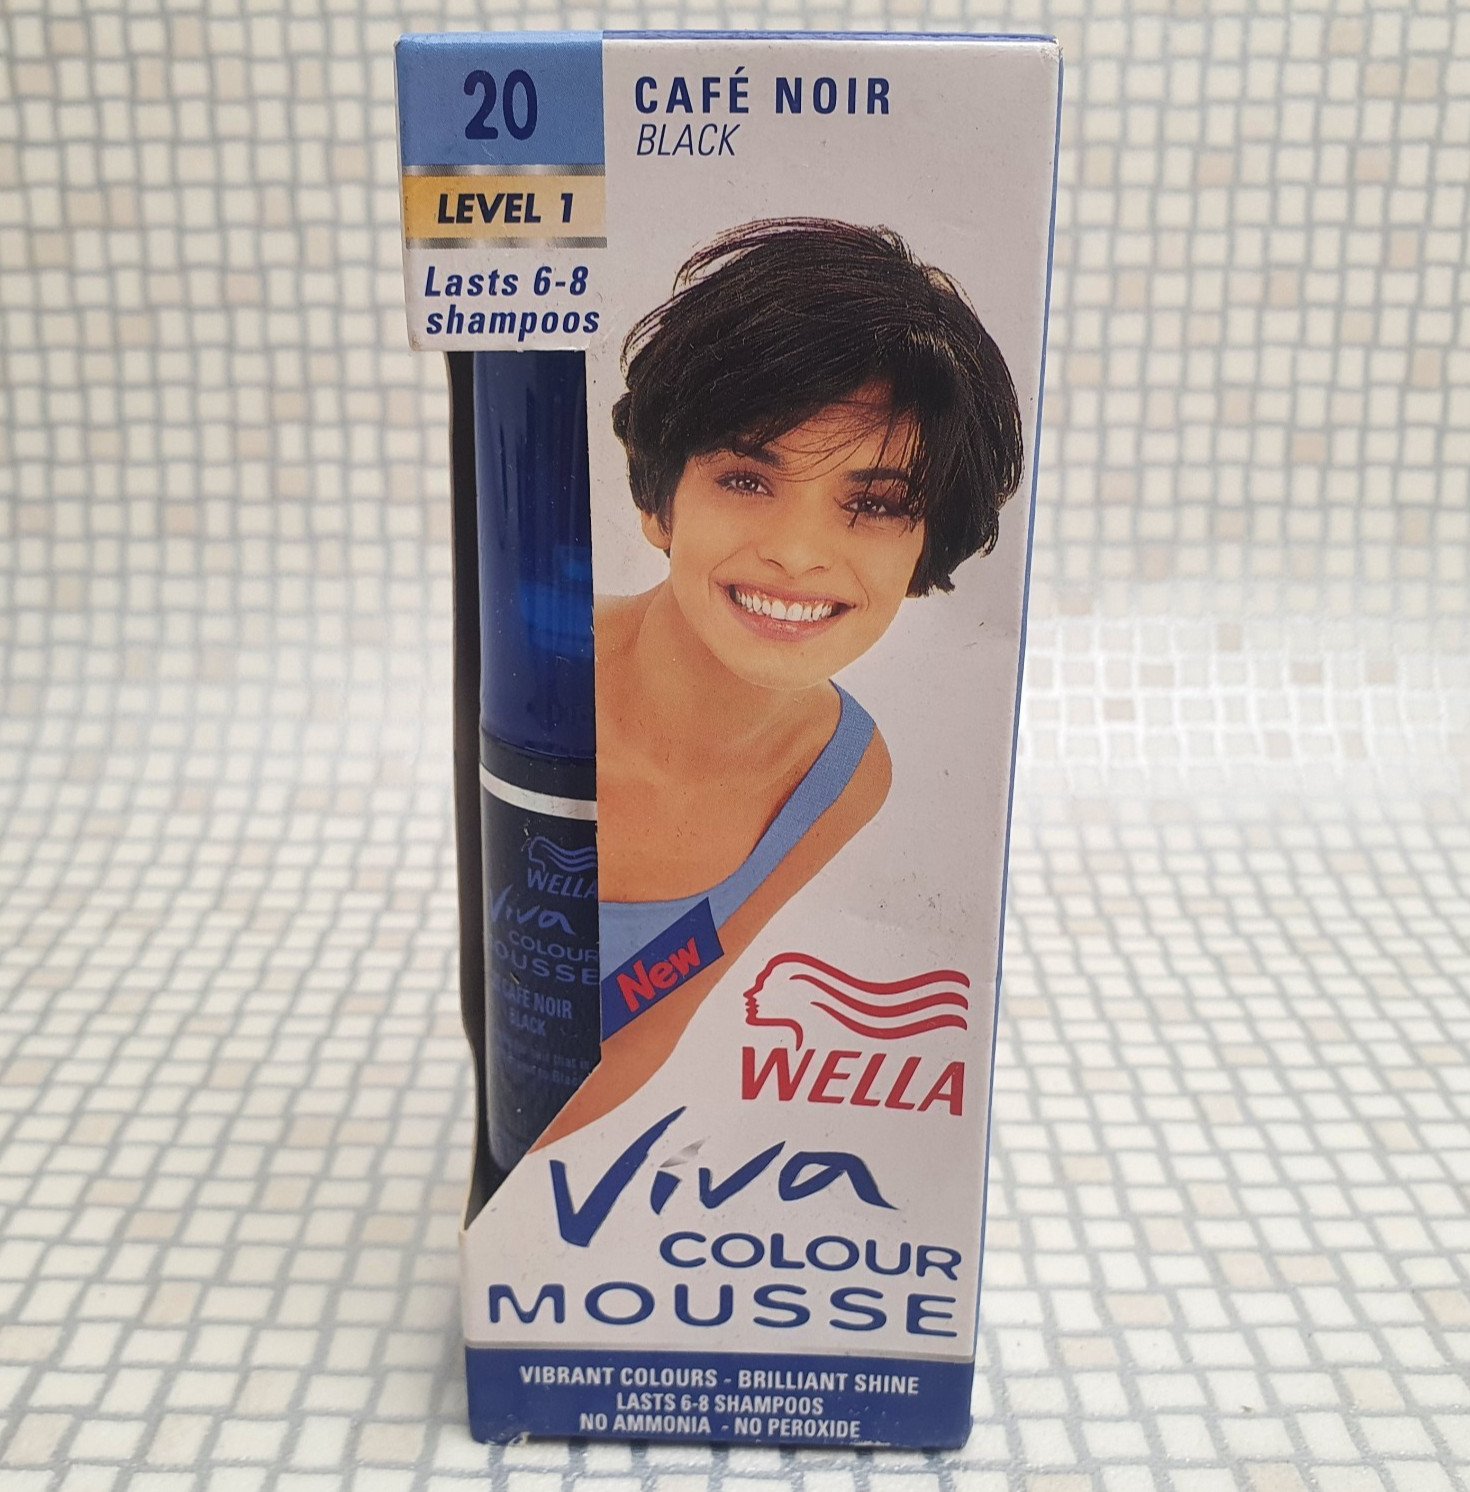 20
LEVEL 1
Lasts 6-8
shampoos
CAFÉ NOIR
BLACK
WELLA
Viva
COLOUR
CAFÉ NOIR
BLACK
New
WELLA
Viva
COLOUR
MOUSSE
VIBRANT COLOURS - BRILLIANT SHINE
LASTS 6-8 SHAMPOOS
NO AMMONIA - NO PEROXIDE